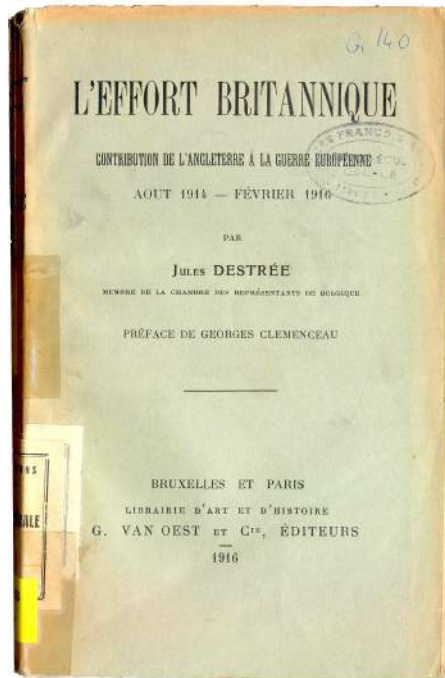 G 140
L'EFFORT BRITANNIQUE
CONTRIBUTION DE L'ANGLETERRE A LA GUERRE EUROPÉENNE
AOUT 1914 — FÉVRIER 1916
PAR
JULES DESTRÉE
MEMBRE DE LA CHAMBRE DES REPRÉSENTANTS DE BELGIQUE
PRÉFACE DE GEORGES CLEMENCEAU
BRUXELLES ET PARIS
LIBRAIRIE D'ART ET D'HISTOIRE
G. VAN OEST ET Cie, ÉDITEURS
1916